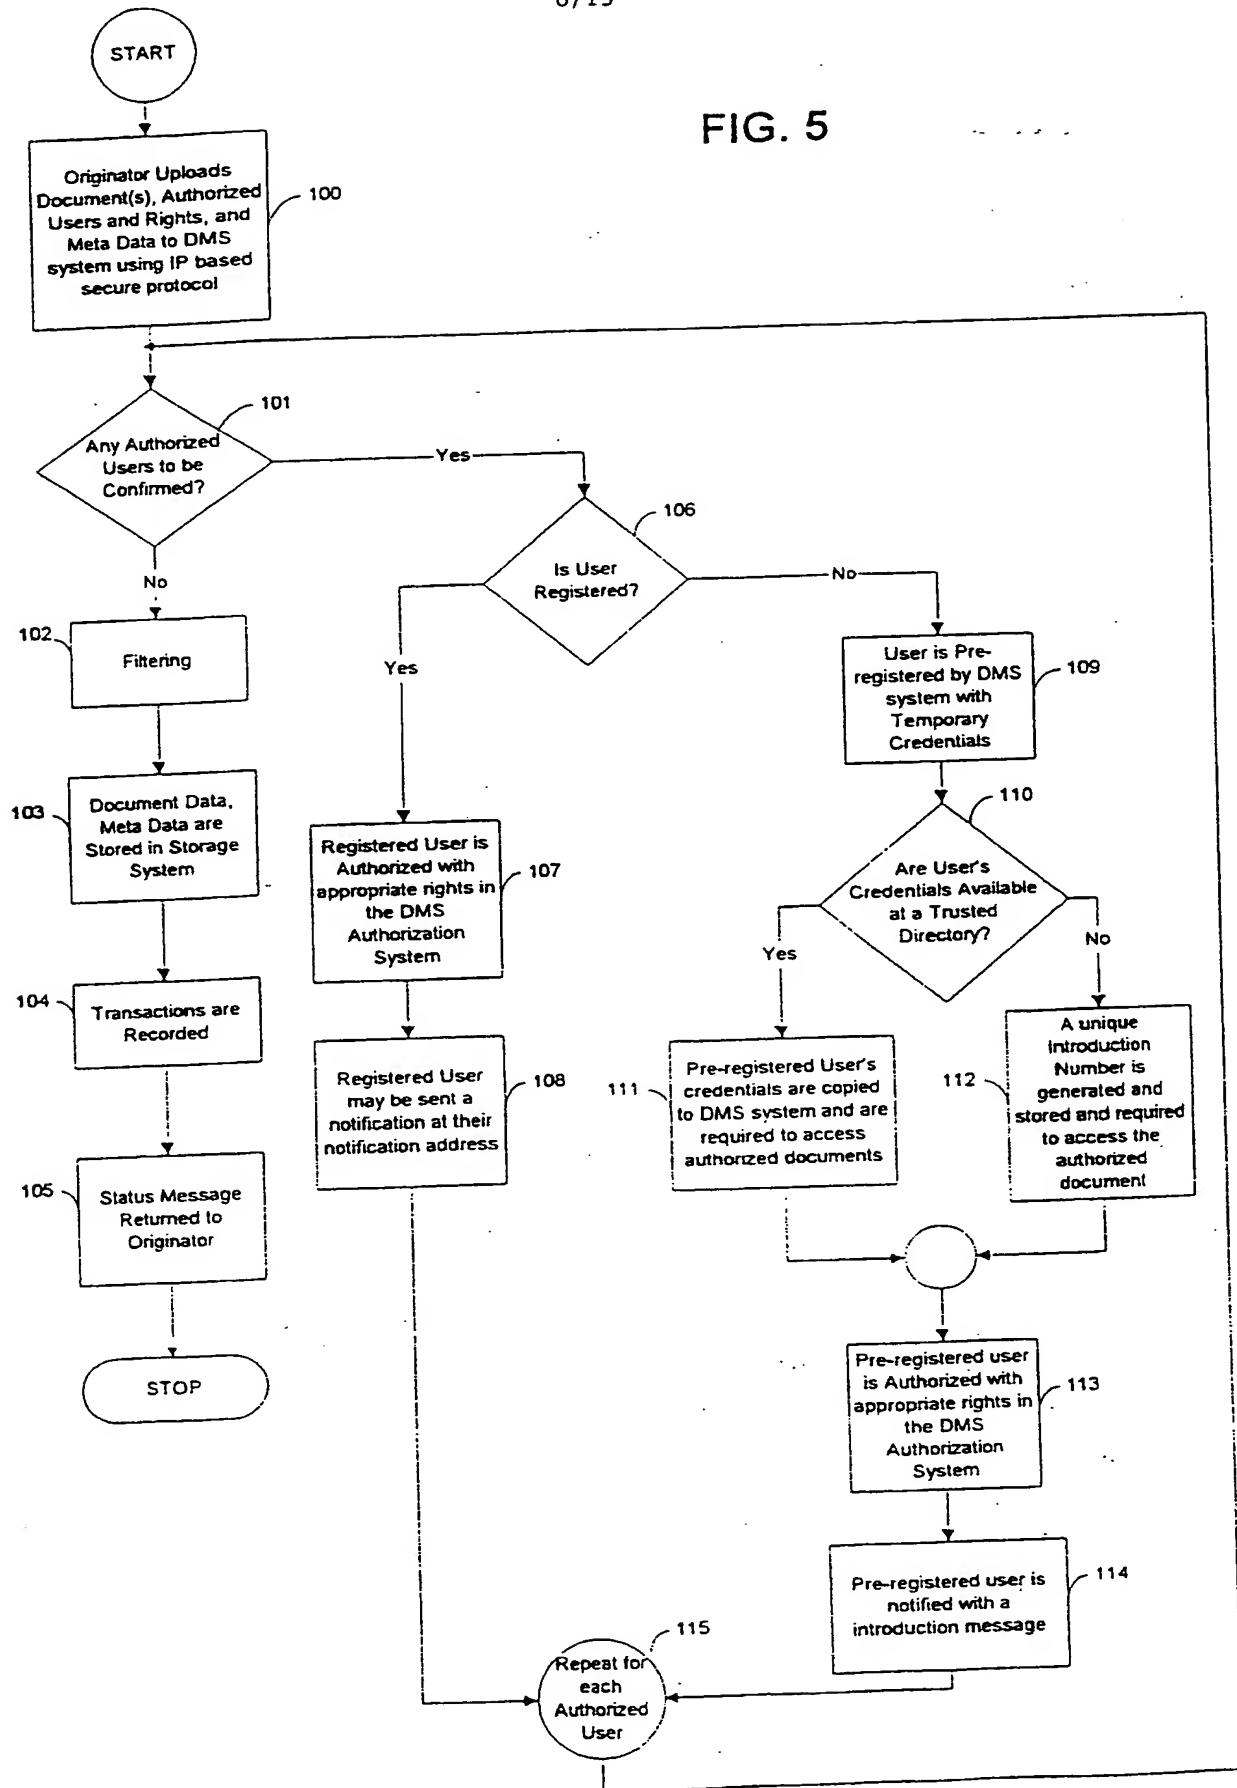 START
FIG. 5
Originator Uploads
Document(s), Authorized
Users and Rights, and
Meta Data to DMS
system using IP based
secure protocol
100
Any Authorized
Users to be
Confirmed?
101
Yes
No
Is User
Registered?
106
Yes
No
102
Filtering
103
Document Data,
Meta Data are
Stored in Storage
System
104
Transactions are
Recorded
105
Status Message
Returned to
Originator
STOP
Registered User is
Authorized with
appropriate rights in
the DMS
Authorization
System
107
Registered User
may be sent a
notification at their
notification address
108
User is Pre-
registered by DMS
system with
Temporary
Credentials
109
Are User's
Credentials Available
at a Trusted
Directory?
110
Yes
No
111
Pre-registered User's
credentials are copied
to DMS system and are
required to access
authorized documents
112
A unique
Introduction
Number is
generated and
stored and required
to access the
authorized
document
Pre-registered user
is Authorized with
appropriate rights in
the DMS
Authorization
System
113
Pre-registered user is
notified with a
introduction message
114
Repeat for
each
Authorized
User
115